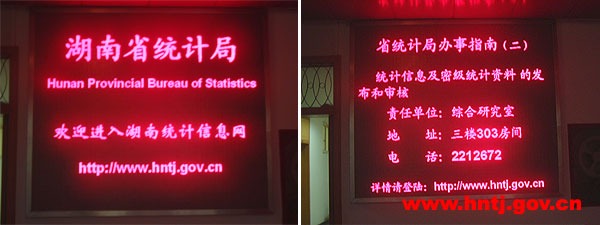 湖南省统计局
Hunan Provincial Bureau of Statistics
欢迎进入湖南统计信息网
http://www.hntj.gov.cn
省统计局办事指南（二）
统计信息及密级统计资料的发
布和审核
责任单位：综合研究室
地　　址：三楼303房间
电　　话：2212672
详情请登陆：http://www.hntj.gov.cn
www.hntj.gov.cn